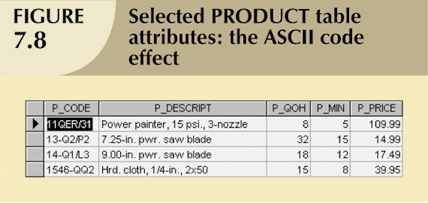 FIGURE 7.8
Selected PRODUCT table attributes: the ASCII code effect
P_CODE P_DESCRIPT P_QOH P_MIN P_PRICE
11QER/31 Power painter, 15 psi., 3-nozzle 8 5 109.99
13-Q2/P2 7.25-in. pwr. saw blade 32 15 14.99
14-Q1/L3 9.00-in. pwr. saw blade 18 12 17.49
1546-QQ2 Hrd. cloth, 1/4-in., 2x50 15 8 39.95